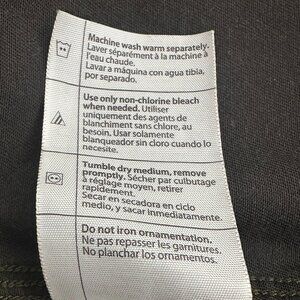 Machine wash warm separately.
Laver séparément à la machine à
l'eau chaude.
Lavar a máquina con agua tibia,
por separado.
Use only non-chlorine bleach
when needed. Utiliser
uniquement des agents de
blanchiment sans chlore, au
besoin. Usar solamente
blanqueador sin cloro cuando lo
necesite.
Tumble dry medium, remove
promptly. Sécher par culbutage
à réglage moyen, retirer
rapidement.
Secar en secadora en ciclo
medio, y sacar inmediatamente.
Do not iron ornamentation.
Ne pas repasser les garnitures.
No planchar los ornamentos.